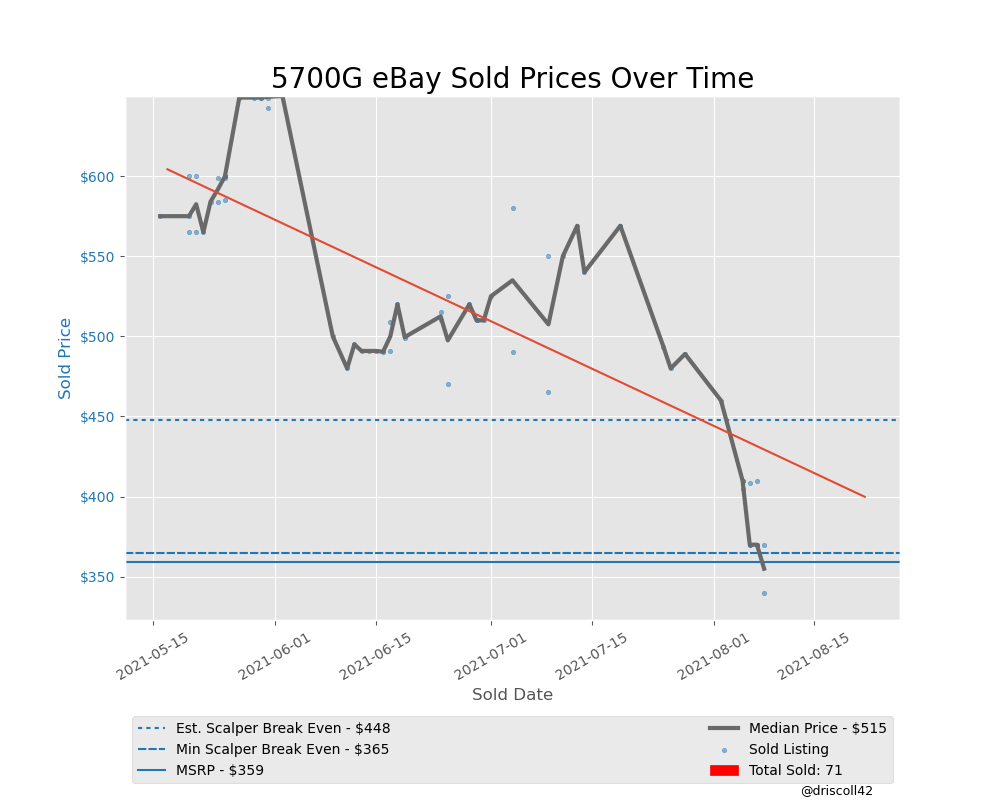 5700G eBay Sold Prices Over Time
Sold Price
$600
$550
$500
$450
$400
$350
2021-05-15
2021-06-01
2021-06-15
2021-07-01
2021-07-15
2021-08-01
2021-08-15
Sold Date
Est. Scalper Break Even - $448
Min Scalper Break Even - $365
MSRP - $359
Median Price - $515
Sold Listing
Total Sold: 71
@driscoll42